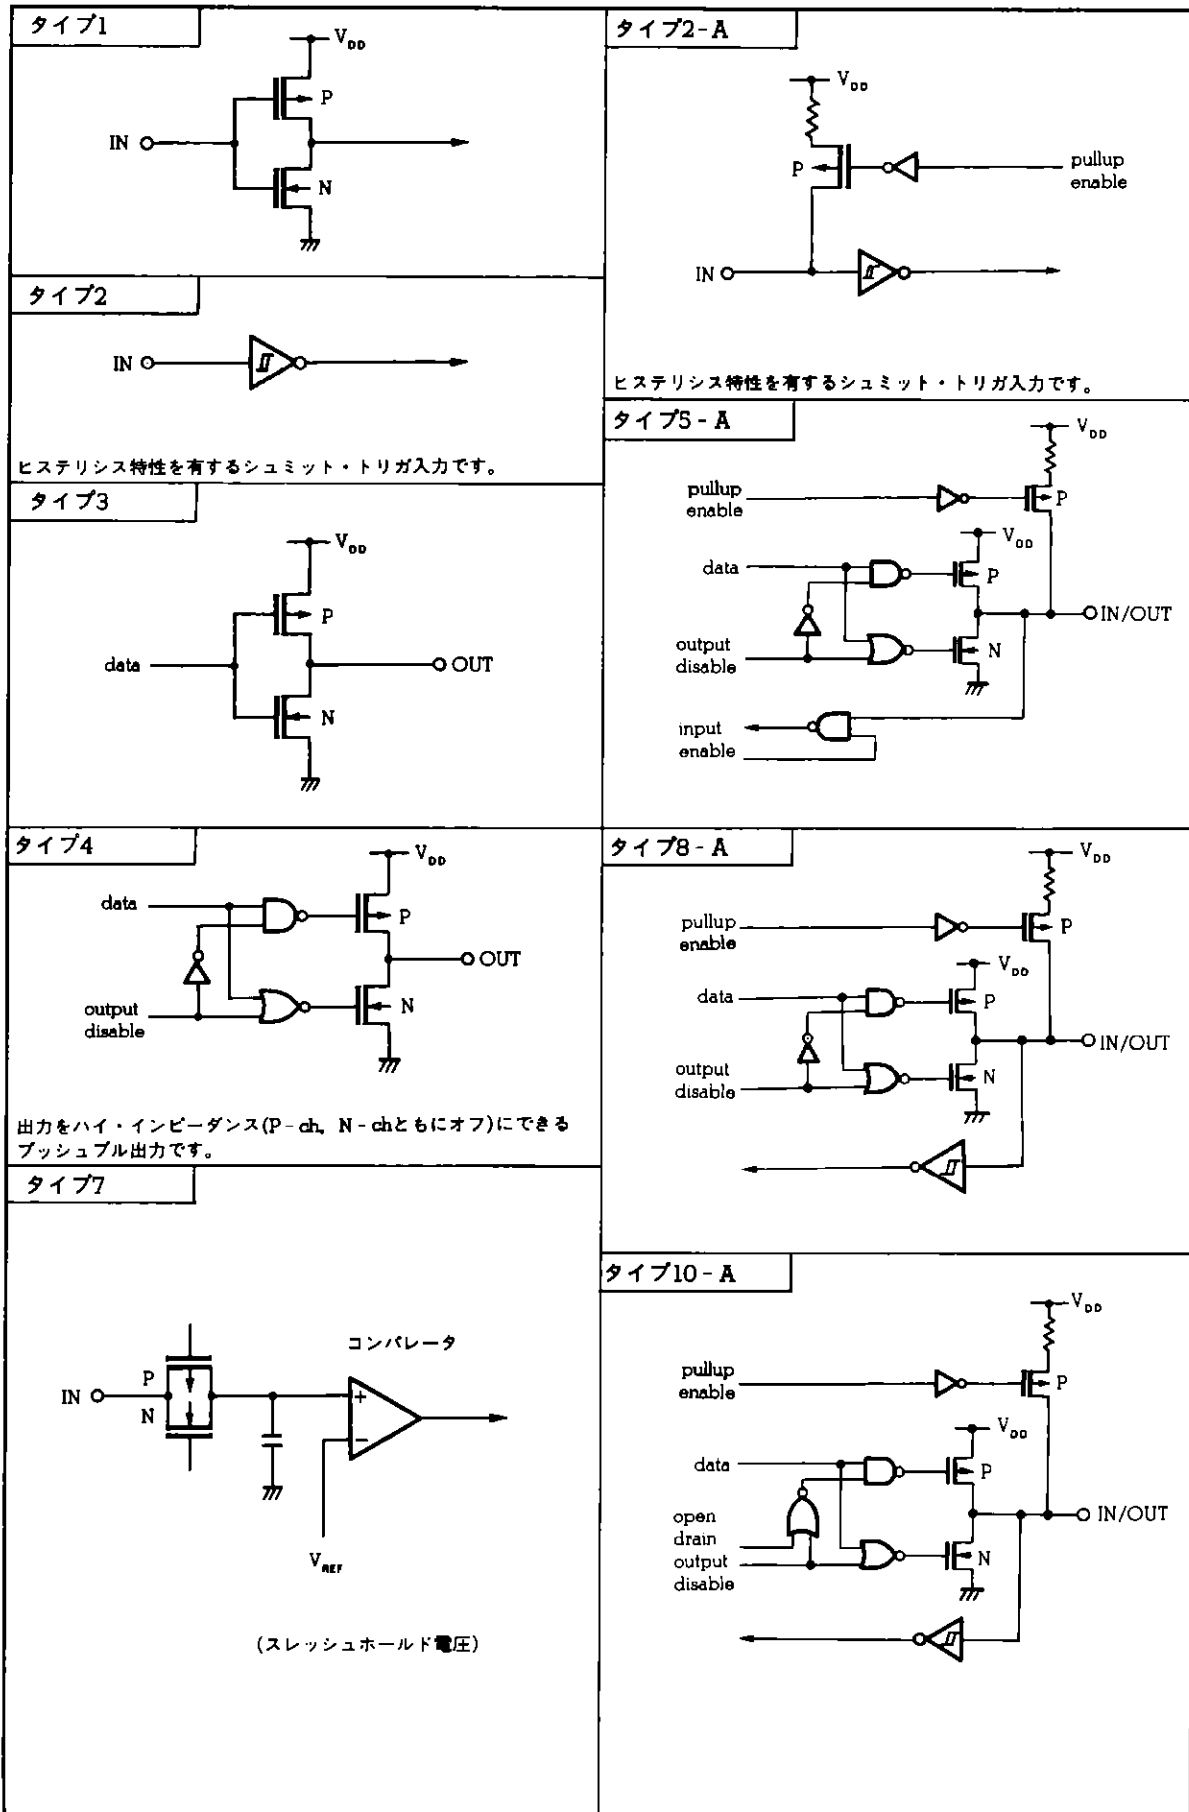 タイプ1
VDD
P
IN
N
タイプ2
IN
ヒステリシス特性を有するシュミット・トリガ入力です。
タイプ3
VDD
P
data
OUT
N
タイプ4
VDD
data
P
OUT
output
disable
N
出力をハイ・インピーダンス(P-ch, N-chともにオフ)にできる
プッシュプル出力です。
タイプ7
コンパレータ
P
IN
N
+
−
VREF
(スレッシュホールド電圧)
タイプ2-A
VDD
P
pullup
enable
IN
ヒステリシス特性を有するシュミット・トリガ入力です。
タイプ5-A
VDD
pullup
enable
P
VDD
data
P
IN/OUT
output
disable
N
input
enable
タイプ8-A
VDD
pullup
enable
P
VDD
data
P
IN/OUT
output
disable
N
タイプ10-A
VDD
pullup
enable
P
VDD
data
P
open
drain
IN/OUT
output
disable
N